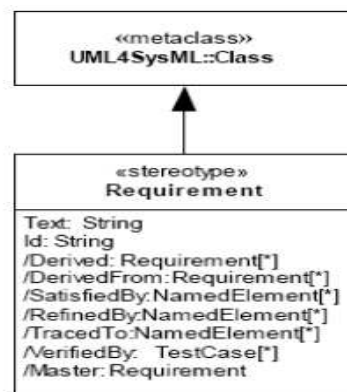 «metaclass»
UML4SysML::Class
«stereotype»
Requirement
Text: String
Id: String
/Derived: Requirement[*]
/DerivedFrom:Requirement[*]
/SatisfiedBy:NamedElement[*]
/RefinedBy:NamedElement[*]
/TracedTo:NamedElement[*]
/VerifiedBy: TestCase[*]
/Master: Requirement